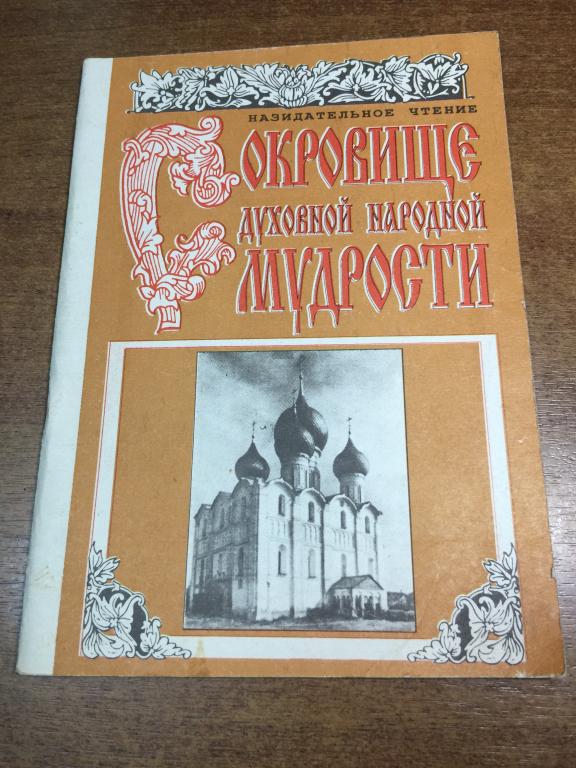 НАЗИДАТЕЛЬНОЕ ЧТЕНИЕ
СОКРОВИЩЕ
ДУХОВНОЙ НАРОДНОЙ
МУДРОСТИ